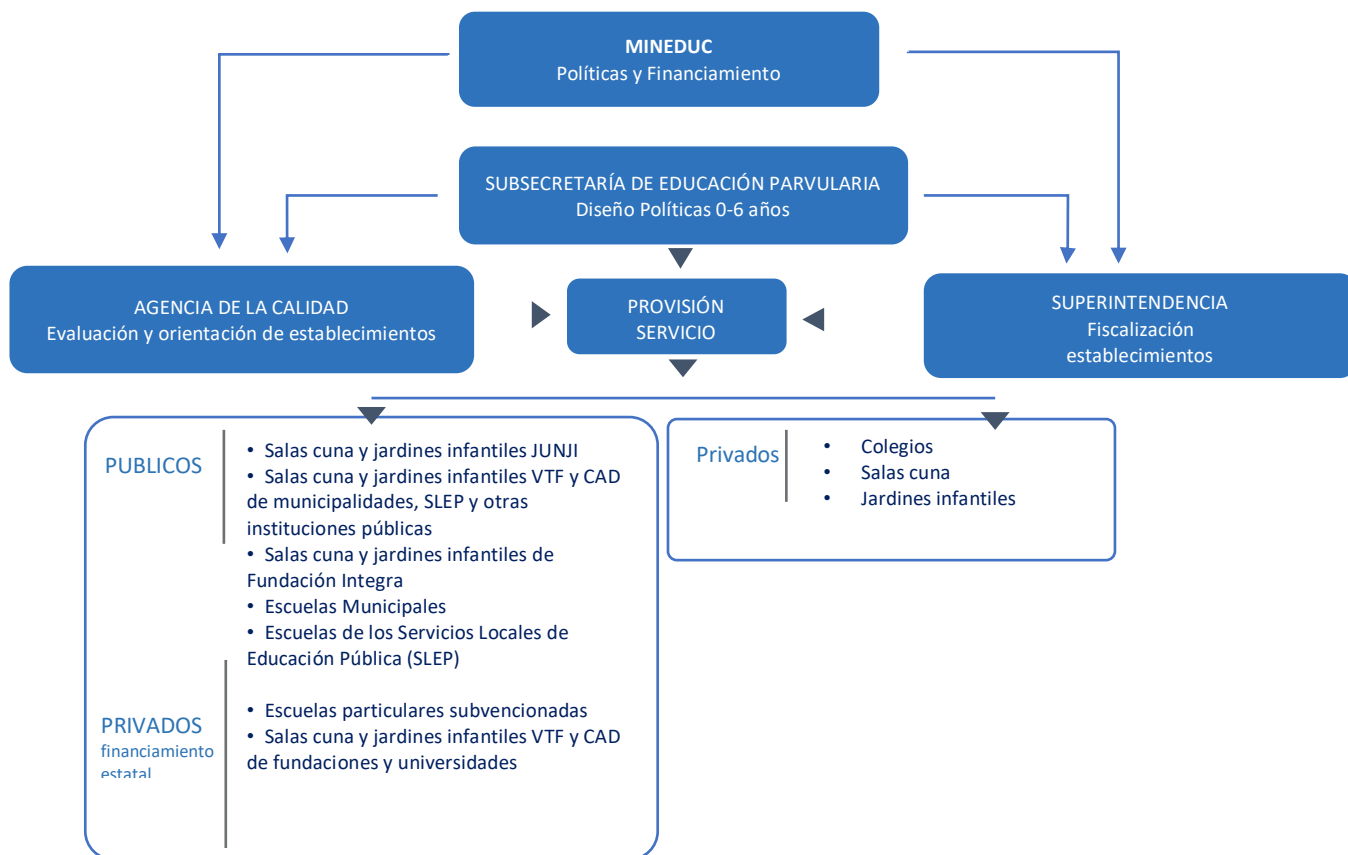 MINEDUC
Políticas y Financiamiento
SUBSECRETARÍA DE EDUCACIÓN PARVULARIA
Diseño Políticas 0-6 años
AGENCIA DE LA CALIDAD
Evaluación y orientación de establecimientos
PROVISIÓN
SERVICIO
SUPERINTENDENCIA
Fiscalización
establecimientos
PUBLICOS
• Salas cuna y jardines infantiles JUNJI
• Salas cuna y jardines infantiles VTF y CAD
de municipalidades, SLEP y otras
instituciones públicas
• Salas cuna y jardines infantiles de
Fundación Integra
• Escuelas Municipales
• Escuelas de los Servicios Locales de
Educación Pública (SLEP)
PRIVADOS
financiamiento
estatal
• Escuelas particulares subvencionadas
• Salas cuna y jardines infantiles VTF y CAD
de fundaciones y universidades
Privados
• Colegios
• Salas cuna
• Jardines infantiles